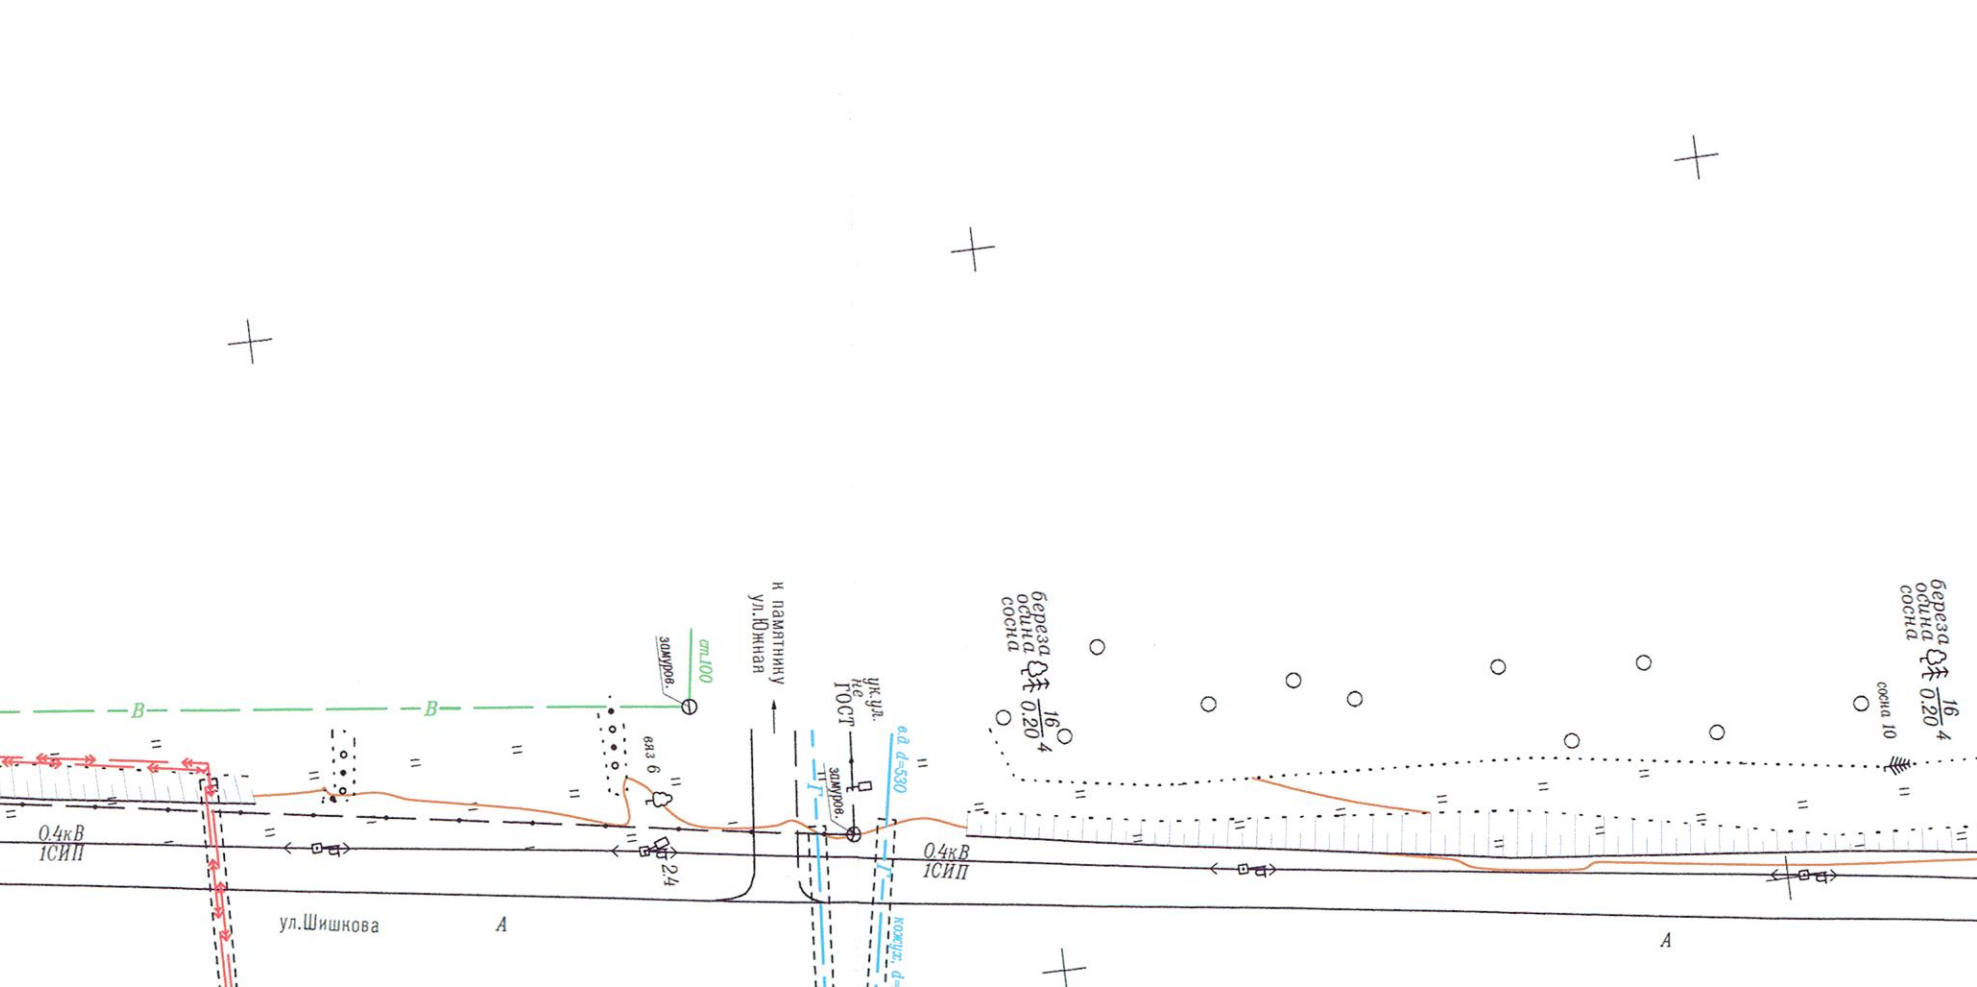 береза
осина
сосна
16
0.20
4
береза
осина
сосна
16
0.20
4
сосна 10
к памятнику
ул.Южная
ст.100
замуров.
В
В
ук.ул.
не
ГОСТ
в.д d=530
замуров.
вяз 6
Г
Г
0.4кВ
1СИП
2.4
0.4кВ
1СИП
ул.Шишкова
А
кожух, d=
А